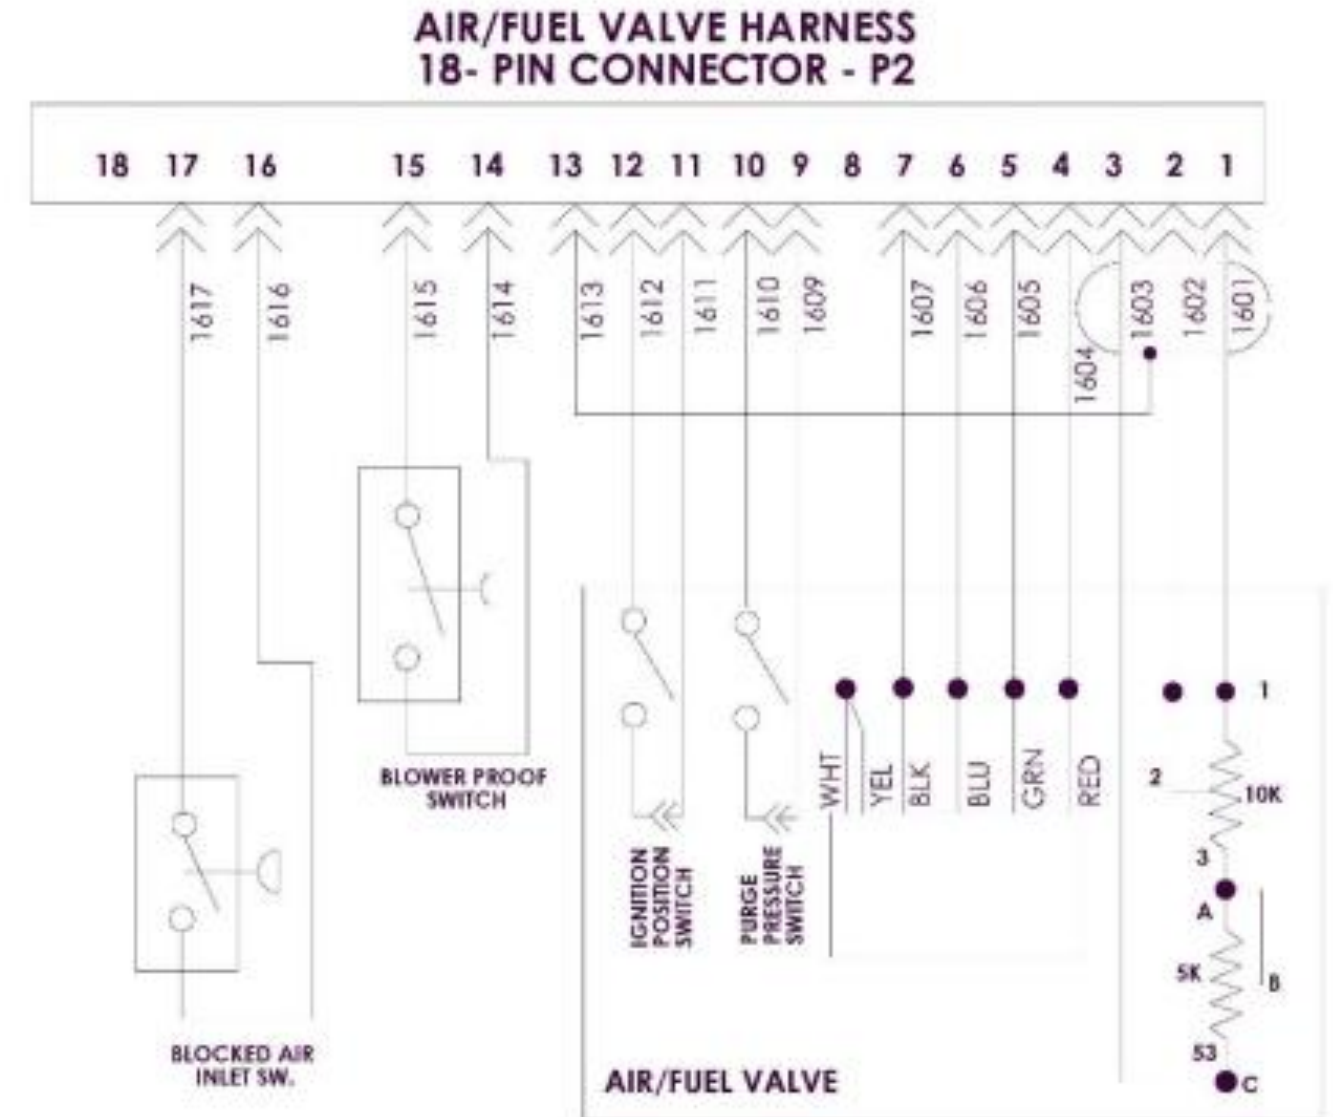 AIR/FUEL VALVE HARNESS
18- PIN CONNECTOR - P2
18 17 16 15 14 13 12 11 10 9 8 7 6 5 4 3 2 1
1617 1616 1615 1614 1613 1612 1611 1610 1609 1607 1606 1605 1604 1603 1602 1601
1
WHT YEL BLK BLU GRN RED
2
10K
BLOWER PROOF
SWITCH
3
A
IGNITION
POSITION
SWITCH
PURGE
PRESSURE
SWITCH
5K
B
BLOCKED AIR
INLET SW.
53
C
AIR/FUEL VALVE